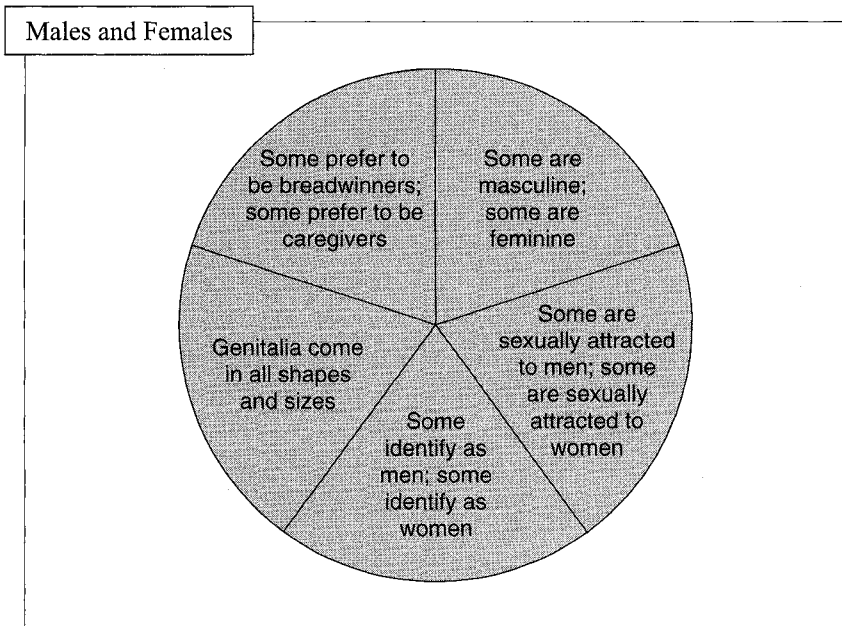 Males and Females
Some prefer to
be breadwinners;
some prefer to be
caregivers
Some are
masculine;
some are
feminine
Some are
sexually attracted
to men; some
are sexually
attracted to
women
Genitalia come
in all shapes
and sizes
Some
identify as
men; some
identify as
women